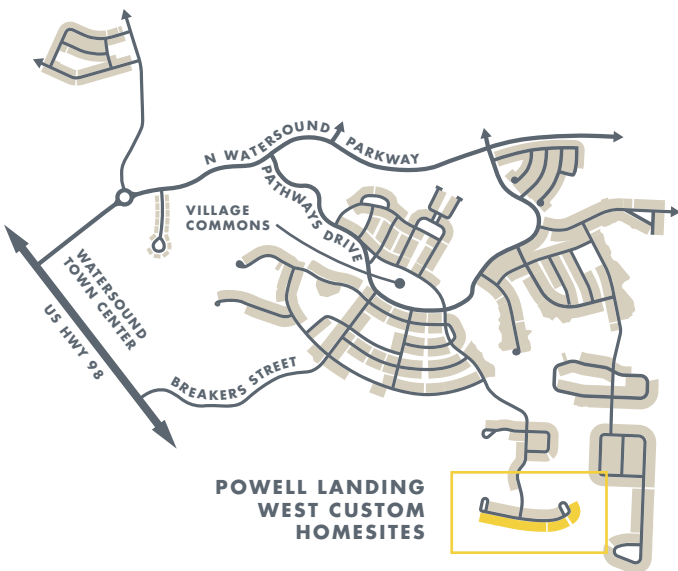 N WATERSOUND PARKWAY
PATHWAYS DRIVE
VILLAGE
COMMONS
WATERSOUND
TOWN CENTER
US HWY 98
BREAKERS STREET
POWELL LANDING
WEST CUSTOM
HOMESITES